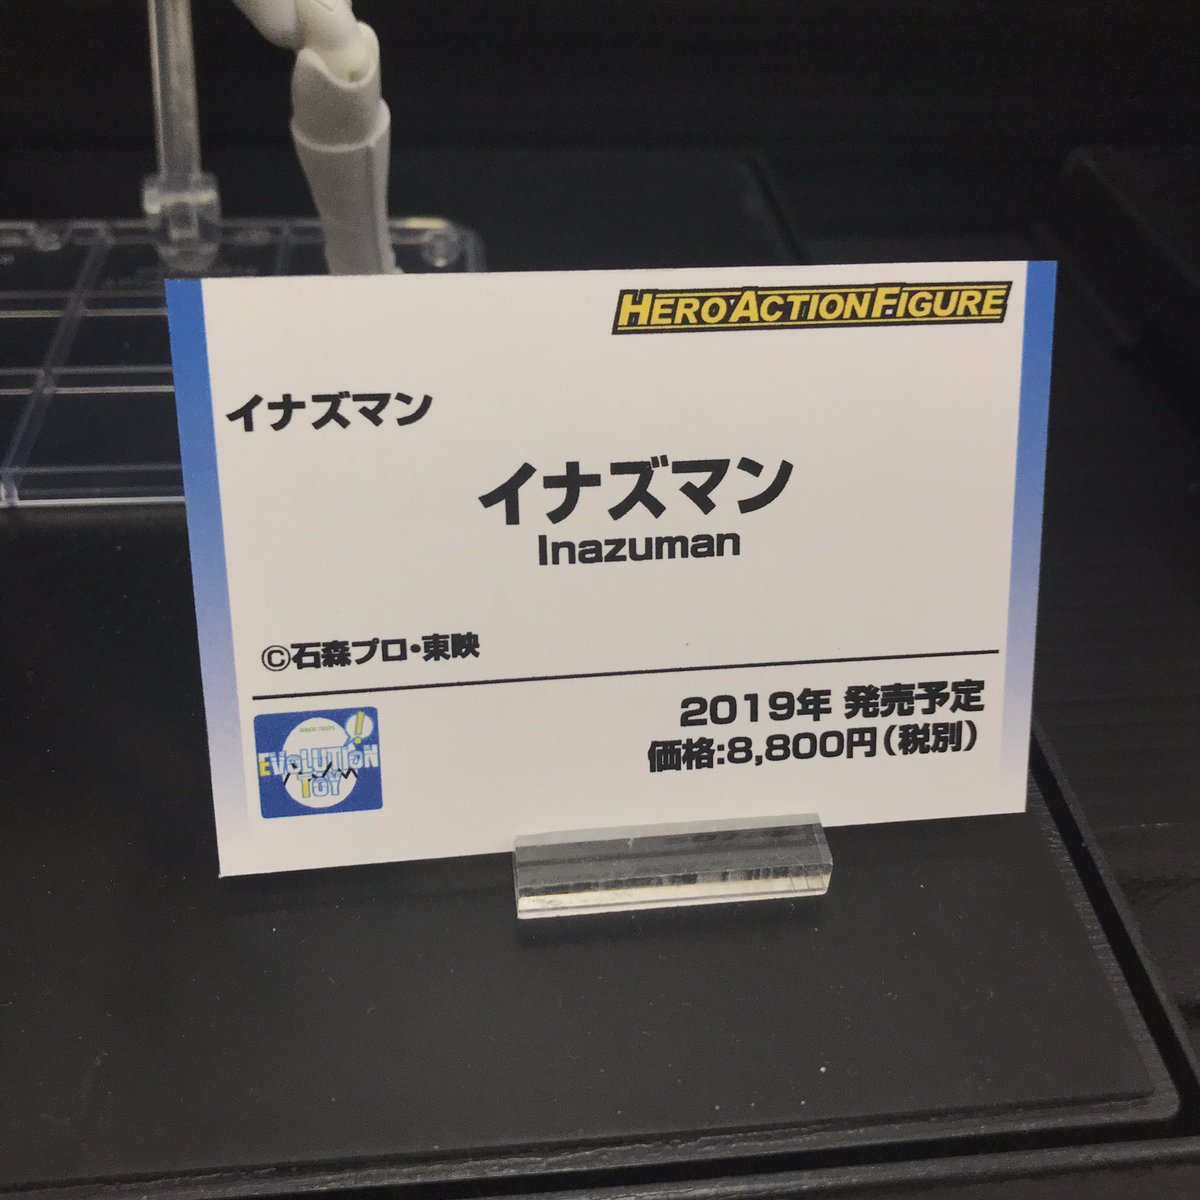 HERO ACTION FIGURE
イナズマン
イナズマン
Inazuman
©石森プロ・東映
2019年 発売予定
価格:8,800円(税別)
EVOLUTION!
TOY